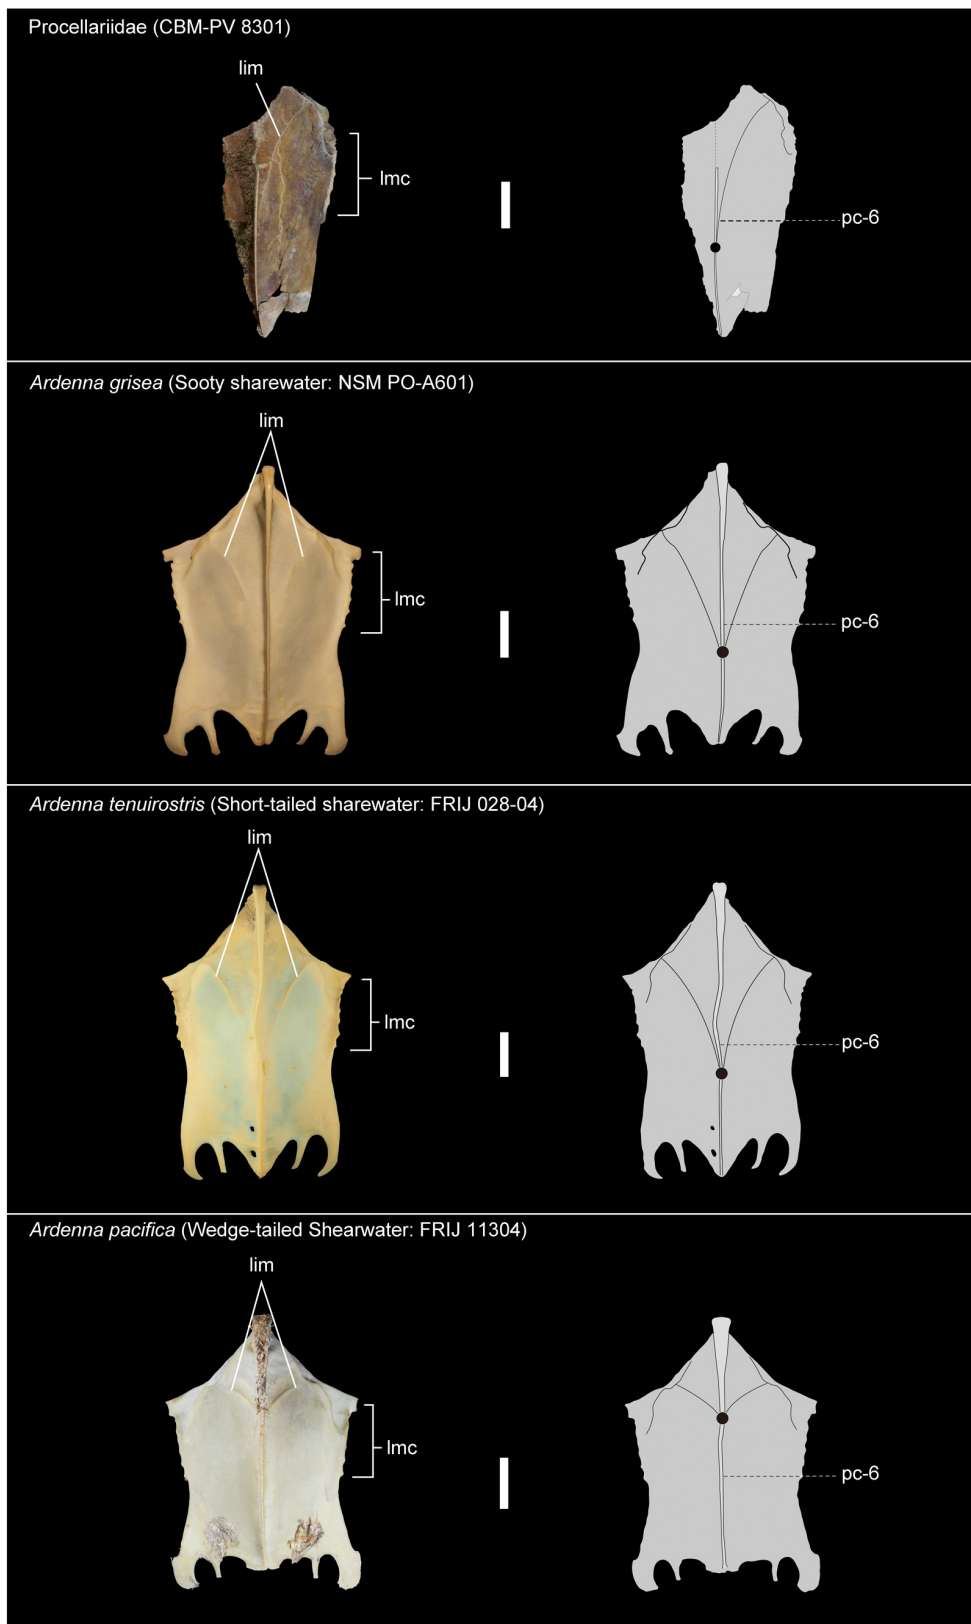 Procellariidae (CBM-PV 8301)
lim
lmc
pc-6
Ardenna grisea (Sooty sharewater: NSM PO-A601)
lim
lmc
pc-6
Ardenna tenuirostris (Short-tailed sharewater: FRIJ 028-04)
lim
lmc
pc-6
Ardenna pacifica (Wedge-tailed Shearwater: FRIJ 11304)
lim
lmc
pc-6